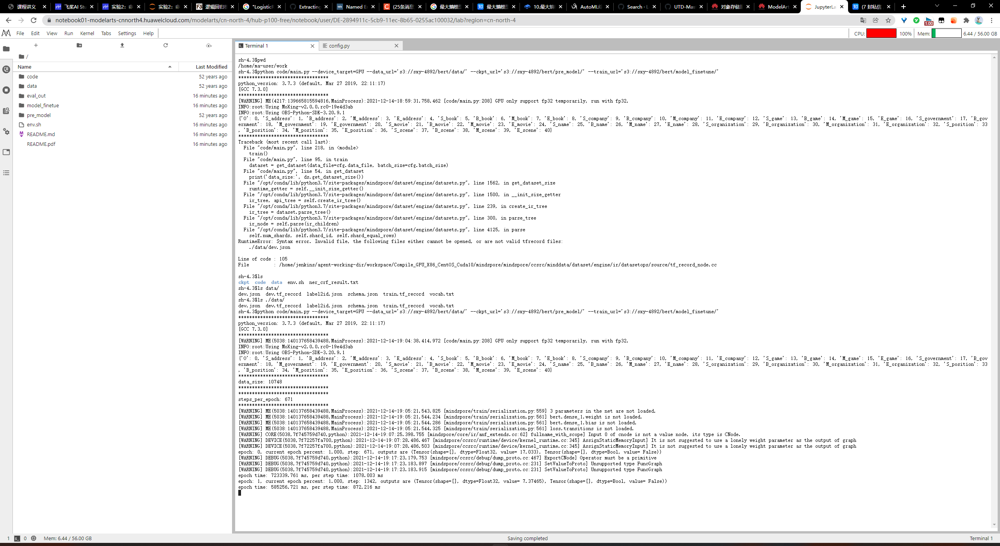 课程讲义
飞桨AI Stu
实验2：命
实验2：命
逻辑回归模
"LogisticR
Extracting
Named En
(25条消息
最大熵模型
最大熵模型
10.最大熵
AutoML结
Search · L
UTD-Mas
对象存储服
ModelArt
JupyterLa
(7 封私信
notebook01-modelarts-cnnorth4.huaweicloud.com/modelarts/cn-north-4/hub-p100-free/notebook/user/DE-2894911c-5cb9-11ec-8b65-0255ac100032/lab?region=cn-north-4
1.00
File Edit View Run Kernel Tabs Settings Help
CPU: 100% Mem: 6.44 / 56.00 GB
/
Name Last Modified
code 52 years ago
data 52 years ago
eval_out 16 minutes ago
model_finetue 16 minutes ago
pre_model 52 years ago
env.sh 16 minutes ago
README.md 16 minutes ago
README.pdf 16 minutes ago
Terminal 1
config.py
sh-4.3$pwd
/home/ma-user/work
sh-4.3$python code/main.py --device_target=GPU --data_url='s3://sxy-4892/bert/data/' --ckpt_url='s3://sxy-4892/bert/pre_model/' --train_url='s3://sxy-4892/bert/model_finetune/'
*********************************
python_version: 3.7.3 (default, Mar 27 2019, 22:11:17)
[GCC 7.3.0]
*********************************
[WARNING] ME(4217:139665815594816,MainProcess):2021-12-14-18:59:31.758.462 [code/main.py:208] GPU only support fp32 temporarily, run with fp32.
INFO:root:Using MoXing-v2.0.0.rc0-19e4d3ab
INFO:root:Using OBS-Python-SDK-3.20.9.1
{'O': 0, 'S_address': 1, 'B_address': 2, 'M_address': 3, 'E_address': 4, 'S_book': 5, 'B_book': 6, 'M_book': 7, 'E_book': 8, 'S_company': 9, 'B_company': 10, 'M_company': 11, 'E_company': 12, 'S_game': 13, 'B_game': 14, 'M_game': 15, 'E_game': 16, 'S_government': 17, 'B_gov
ernment': 18, 'M_government': 19, 'E_government': 20, 'S_movie': 21, 'B_movie': 22, 'M_movie': 23, 'E_movie': 24, 'S_name': 25, 'B_name': 26, 'M_name': 27, 'E_name': 28, 'S_organization': 29, 'B_organization': 30, 'M_organization': 31, 'E_organization': 32, 'S_position': 33
, 'B_position': 34, 'M_position': 35, 'E_position': 36, 'S_scene': 37, 'B_scene': 38, 'M_scene': 39, 'E_scene': 40}
*********************************
Traceback (most recent call last):
File "code/main.py", line 218, in <module>
train()
File "code/main.py", line 95, in train
dataset = get_dataset(data_file=cfg.data_file, batch_size=cfg.batch_size)
File "code/main.py", line 54, in get_dataset
print('data_size:', ds.get_dataset_size())
File "/opt/conda/lib/python3.7/site-packages/mindspore/dataset/engine/datasets.py", line 1562, in get_dataset_size
runtime_getter = self.__init_size_getter()
File "/opt/conda/lib/python3.7/site-packages/mindspore/dataset/engine/datasets.py", line 1500, in __init_size_getter
ir_tree, api_tree = self.create_ir_tree()
File "/opt/conda/lib/python3.7/site-packages/mindspore/dataset/engine/datasets.py", line 239, in create_ir_tree
ir_tree = dataset.parse_tree()
File "/opt/conda/lib/python3.7/site-packages/mindspore/dataset/engine/datasets.py", line 300, in parse_tree
ir_node = self.parse(ir_children)
File "/opt/conda/lib/python3.7/site-packages/mindspore/dataset/engine/datasets.py", line 4125, in parse
self.num_shards, self.shard_id, self.shard_equal_rows)
RuntimeError: Syntax error. Invalid file, the following files either cannot be opened, or are not valid tfrecord files:
./data/dev.json
Line of code : 105
File : /home/jenkins/agent-working-dir/workspace/Compile_GPU_X86_CentOS_Cuda10/mindspore/mindspore/ccsrc/minddata/dataset/engine/ir/datasetops/source/tf_record_node.cc
sh-4.3$ls
ckpt code data env.sh ner_crf_result.txt
sh-4.3$ls data/
dev.json dev.tf_record label2id.json schema.json train.tf_record vocab.txt
sh-4.3$ls ./data/
dev.json dev.tf_record label2id.json schema.json train.tf_record vocab.txt
sh-4.3$python code/main.py --device_target=GPU --data_url='s3://sxy-4892/bert/data/' --ckpt_url='s3://sxy-4892/bert/pre_model/' --train_url='s3://sxy-4892/bert/model_finetune/'
*********************************
python_version: 3.7.3 (default, Mar 27 2019, 22:11:17)
[GCC 7.3.0]
*********************************
[WARNING] ME(5038:140137658439488,MainProcess):2021-12-14-19:04:38.414.972 [code/main.py:208] GPU only support fp32 temporarily, run with fp32.
INFO:root:Using MoXing-v2.0.0.rc0-19e4d3ab
INFO:root:Using OBS-Python-SDK-3.20.9.1
{'O': 0, 'S_address': 1, 'B_address': 2, 'M_address': 3, 'E_address': 4, 'S_book': 5, 'B_book': 6, 'M_book': 7, 'E_book': 8, 'S_company': 9, 'B_company': 10, 'M_company': 11, 'E_company': 12, 'S_game': 13, 'B_game': 14, 'M_game': 15, 'E_game': 16, 'S_government': 17, 'B_gov
ernment': 18, 'M_government': 19, 'E_government': 20, 'S_movie': 21, 'B_movie': 22, 'M_movie': 23, 'E_movie': 24, 'S_name': 25, 'B_name': 26, 'M_name': 27, 'E_name': 28, 'S_organization': 29, 'B_organization': 30, 'M_organization': 31, 'E_organization': 32, 'S_position': 33
, 'B_position': 34, 'M_position': 35, 'E_position': 36, 'S_scene': 37, 'B_scene': 38, 'M_scene': 39, 'E_scene': 40}
*********************************
data_size: 10748
*********************************
*********************************
steps_per_epoch: 671
*********************************
[WARNING] ME(5038:140137658439488,MainProcess):2021-12-14-19:05:21.543.825 [mindspore/train/serialization.py:559] 3 parameters in the net are not loaded.
[WARNING] ME(5038:140137658439488,MainProcess):2021-12-14-19:05:21.544.234 [mindspore/train/serialization.py:561] bert.dense_1.weight is not loaded.
[WARNING] ME(5038:140137658439488,MainProcess):2021-12-14-19:05:21.544.286 [mindspore/train/serialization.py:561] bert.dense_1.bias is not loaded.
[WARNING] ME(5038:140137658439488,MainProcess):2021-12-14-19:05:21.544.325 [mindspore/train/serialization.py:561] loss.transitions is not loaded.
[WARNING] CORE(5038,7f745759d740,python):2021-12-14-19:07:25.398.755 [mindspore/core/ir/anf_extends.cc:62] fullname_with_scope] Input 0 of cnode is not a value node, its type is CNode.
[WARNING] DEVICE(5038,7f72257fa700,python):2021-12-14-19:07:28.486.467 [mindspore/ccsrc/runtime/device/kernel_runtime.cc:345] AssignStaticMemoryInput] It is not suggested to use a lonely weight parameter as the output of graph
[WARNING] DEVICE(5038,7f72257fa700,python):2021-12-14-19:07:28.486.503 [mindspore/ccsrc/runtime/device/kernel_runtime.cc:345] AssignStaticMemoryInput] It is not suggested to use a lonely weight parameter as the output of graph
epoch: 0, current epoch percent: 1.000, step: 671, outputs are (Tensor(shape=[], dtype=Float32, value= 17.033), Tensor(shape=[], dtype=Bool, value= False))
[WARNING] DEBUG(5038,7f745759d740,python):2021-12-14-19:17:23.179.753 [mindspore/ccsrc/debug/dump_proto.cc:467] ExportCNode] Operator must be a primitive
[WARNING] DEBUG(5038,7f745759d740,python):2021-12-14-19:17:23.183.897 [mindspore/ccsrc/debug/dump_proto.cc:231] SetValueToProto] Unsupported type FuncGraph
[WARNING] DEBUG(5038,7f745759d740,python):2021-12-14-19:17:23.183.915 [mindspore/ccsrc/debug/dump_proto.cc:231] SetValueToProto] Unsupported type FuncGraph
epoch time: 723339.761 ms, per step time: 1078.003 ms
epoch: 1, current epoch percent: 1.000, step: 1342, outputs are (Tensor(shape=[], dtype=Float32, value= 7.37465), Tensor(shape=[], dtype=Bool, value= False))
epoch time: 585256.721 ms, per step time: 872.216 ms
1 0 Mem: 6.44 / 56.00 GB Saving completed Terminal 1